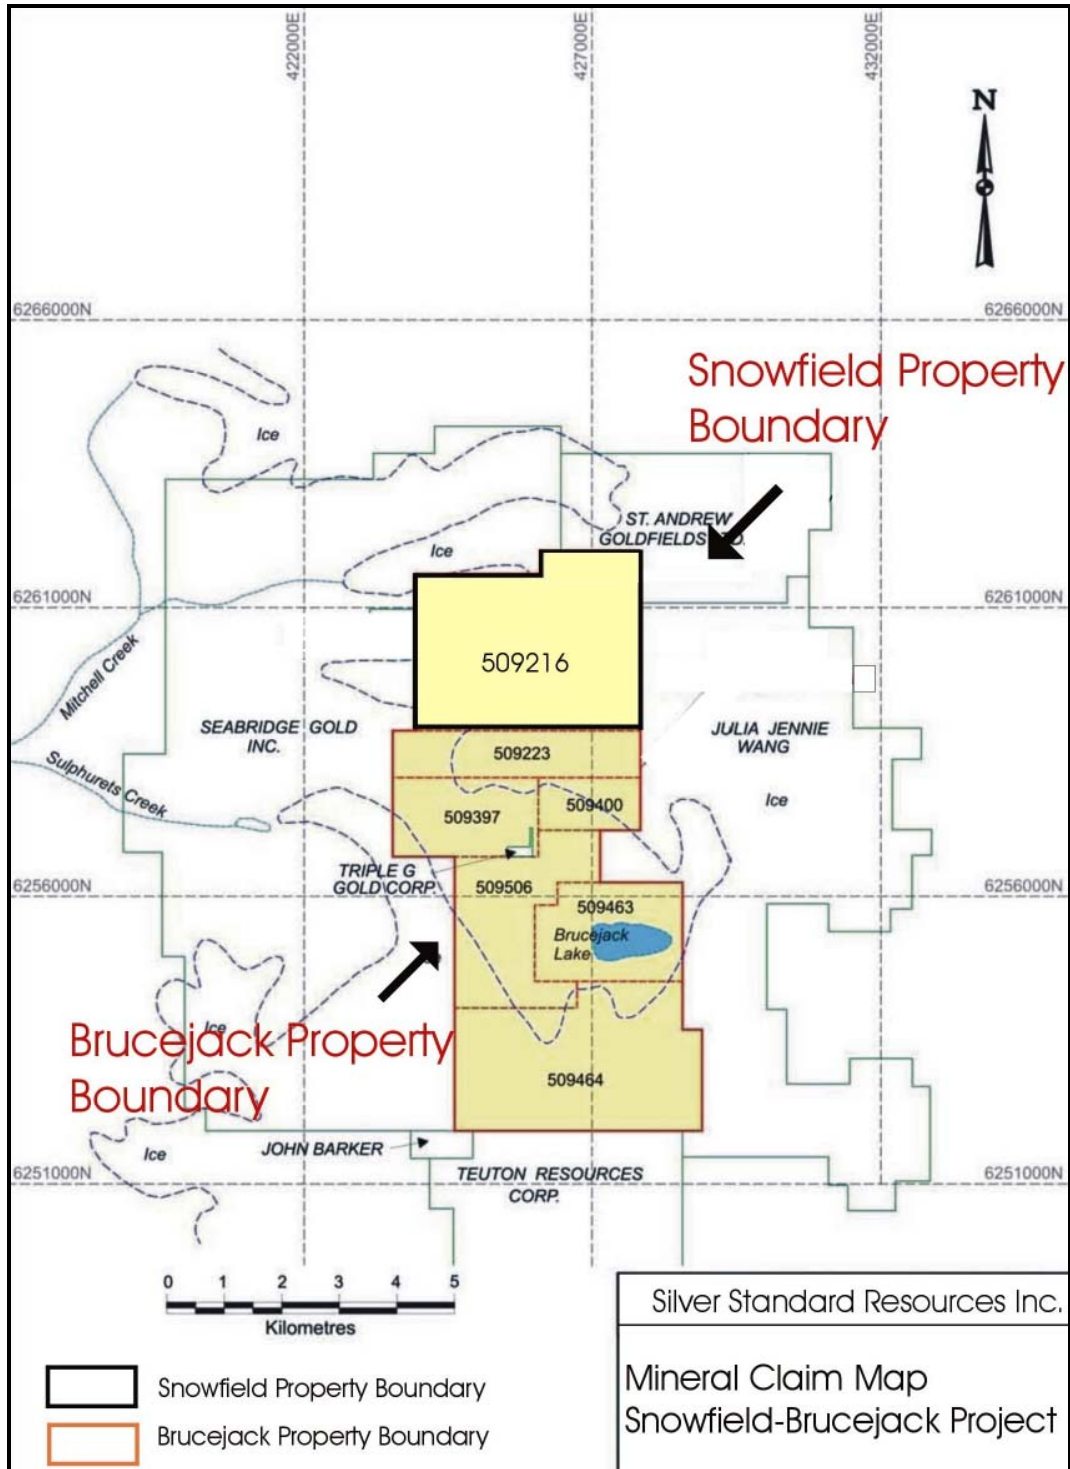 422000E
427000E
432000E
N
6266000N
6266000N
Snowfield Property
Boundary
Ice
ST. ANDREW
GOLDFIELDS
Ice
6261000N
6261000N
509216
Mitchell Creek
SEABRIDGE GOLD
INC.
JULIA JENNIE
WANG
509223
Sulphurets Creek
Ice
509400
509397
TRIPLE G
GOLD CORP.
509506
6256000N
6256000N
509463
Brucejack
Lake
Ice
Brucejack Property
Boundary
509464
Ice
JOHN BARKER
6251000N
6251000N
TEUTON RESOURCES
CORP.
0 1 2 3 4 5
Kilometres
Silver Standard Resources Inc.
Mineral Claim Map
Snowfield-Brucejack Project
Snowfield Property Boundary
Brucejack Property Boundary